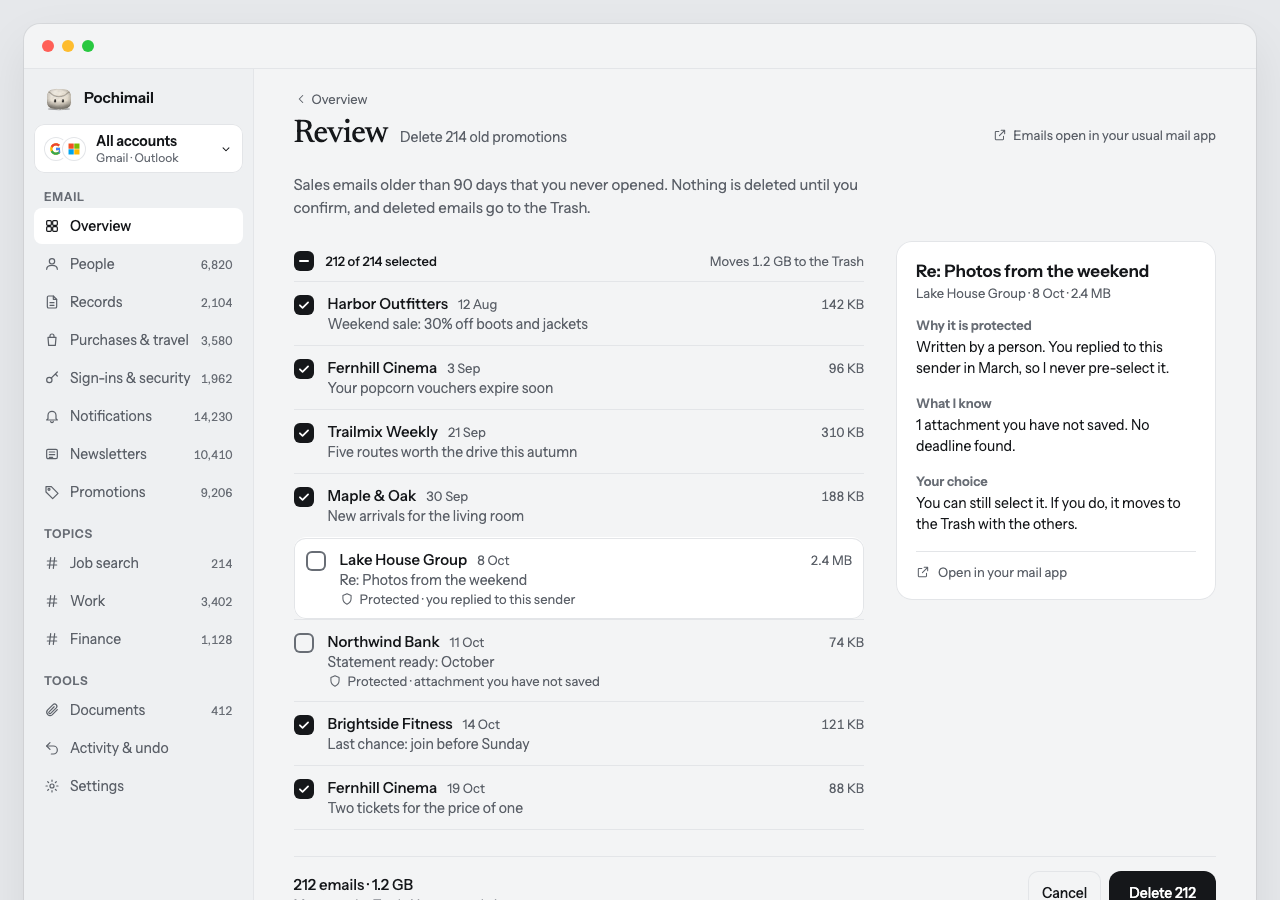 Pochimail
All accounts
Gmail · Outlook
EMAIL
Overview
People 6,820
Records 2,104
Purchases & travel 3,580
Sign-ins & security 1,962
Notifications 14,230
Newsletters 10,410
Promotions 9,206
TOPICS
# Job search 214
# Work 3,402
# Finance 1,128
TOOLS
Documents 412
Activity & undo
Settings
Overview
Review Delete 214 old promotions
Emails open in your usual mail app
Sales emails older than 90 days that you never opened. Nothing is deleted until you
confirm, and deleted emails go to the Trash.
212 of 214 selected Moves 1.2 GB to the Trash
Harbor Outfitters 12 Aug 142 KB
Weekend sale: 30% off boots and jackets
Fernhill Cinema 3 Sep 96 KB
Your popcorn vouchers expire soon
Trailmix Weekly 21 Sep 310 KB
Five routes worth the drive this autumn
Maple & Oak 30 Sep 188 KB
New arrivals for the living room
Lake House Group 8 Oct 2.4 MB
Re: Photos from the weekend
Protected · you replied to this sender
Northwind Bank 11 Oct 74 KB
Statement ready: October
Protected · attachment you have not saved
Brightside Fitness 14 Oct 121 KB
Last chance: join before Sunday
Fernhill Cinema 19 Oct 88 KB
Two tickets for the price of one
Re: Photos from the weekend
Lake House Group · 8 Oct · 2.4 MB
Why it is protected
Written by a person. You replied to this
sender in March, so I never pre-select it.
What I know
1 attachment you have not saved. No
deadline found.
Your choice
You can still select it. If you do, it moves to
the Trash with the others.
Open in your mail app
212 emails · 1.2 GB
Cancel
Delete 212